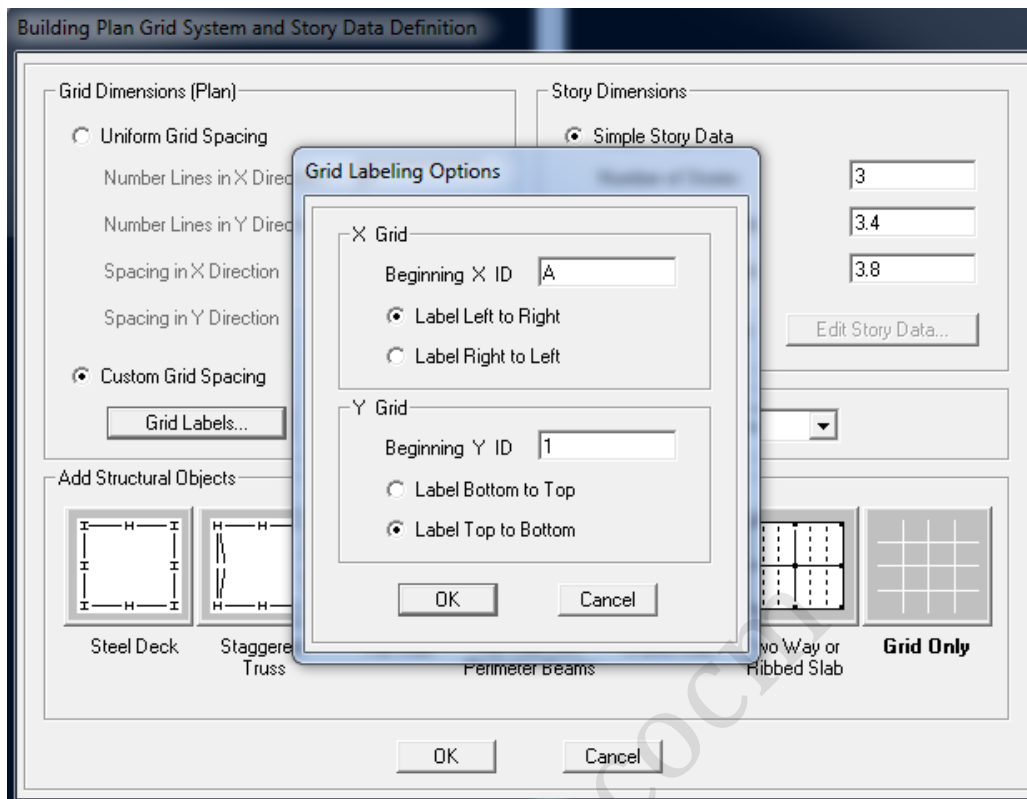 Building Plan Grid System and Story Data Definition
Grid Dimensions (Plan)
Uniform Grid Spacing
Number Lines in X Direc
Number Lines in Y Direc
Spacing in X Direction
Spacing in Y Direction
Custom Grid Spacing
Grid Labels...
Story Dimensions
Simple Story Data
3
3.4
3.8
Edit Story Data...
Grid Labeling Options
X Grid
Beginning X ID A
Label Left to Right
Label Right to Left
Y Grid
Beginning Y ID 1
Label Bottom to Top
Label Top to Bottom
OK Cancel
Add Structural Objects
Steel Deck
Staggere
Truss
Perimeter Beams
wo Way or
Ribbed Slab
Grid Only
OK Cancel